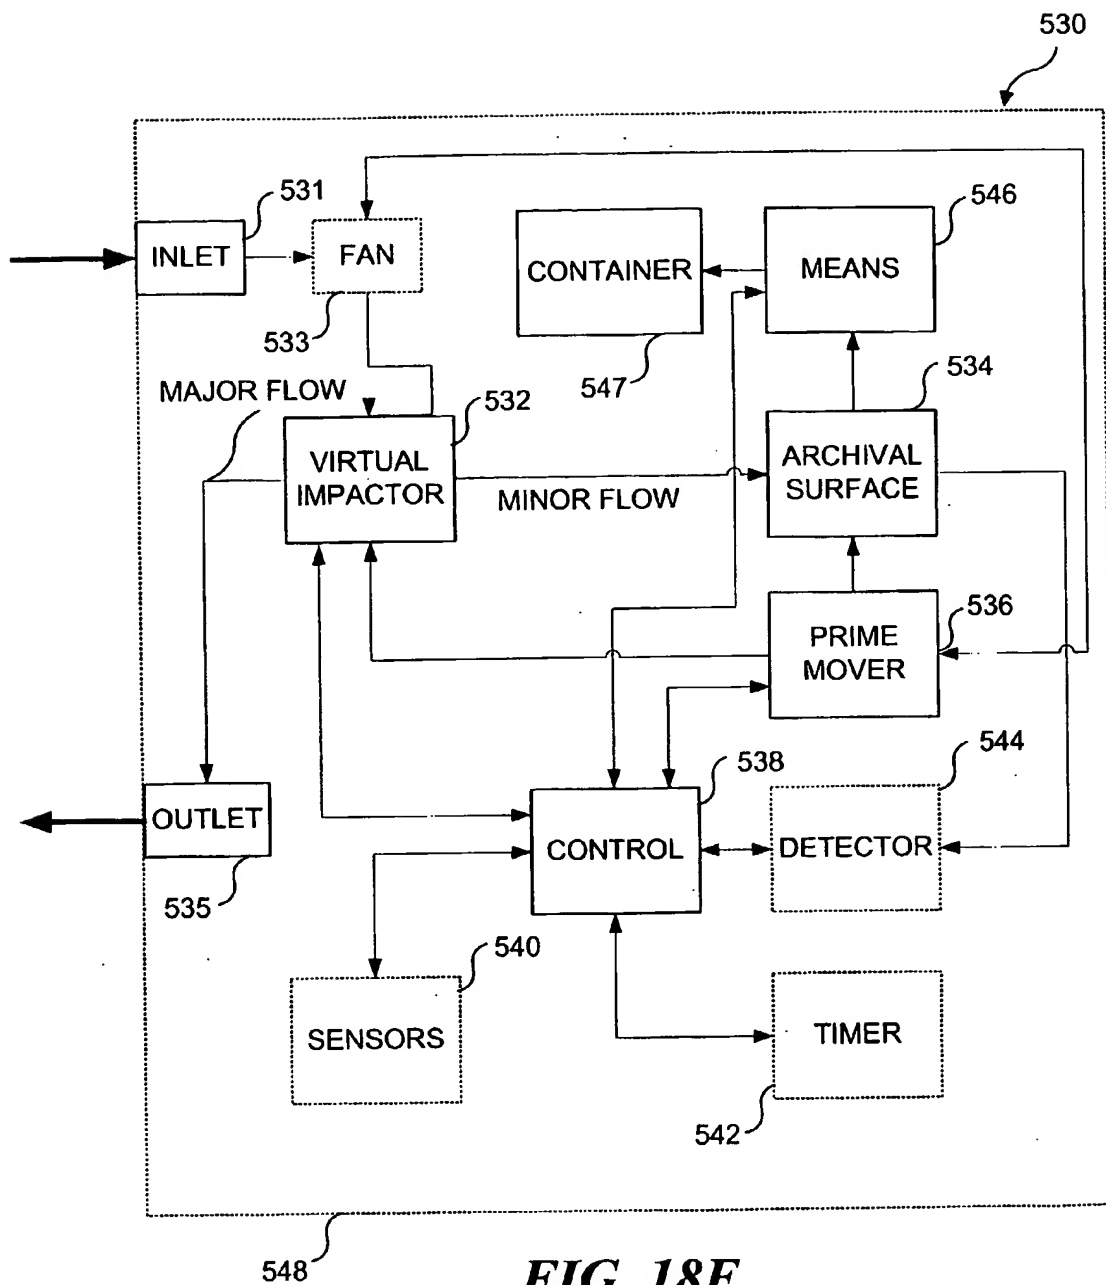 530
531
546
INLET
FAN
CONTAINER
MEANS
533
547
534
MAJOR FLOW
532
VIRTUAL
IMPACTOR
MINOR FLOW
ARCHIVAL
SURFACE
536
PRIME
MOVER
538
544
OUTLET
CONTROL
DETECTOR
535
540
SENSORS
TIMER
542
548
FIG. 18F